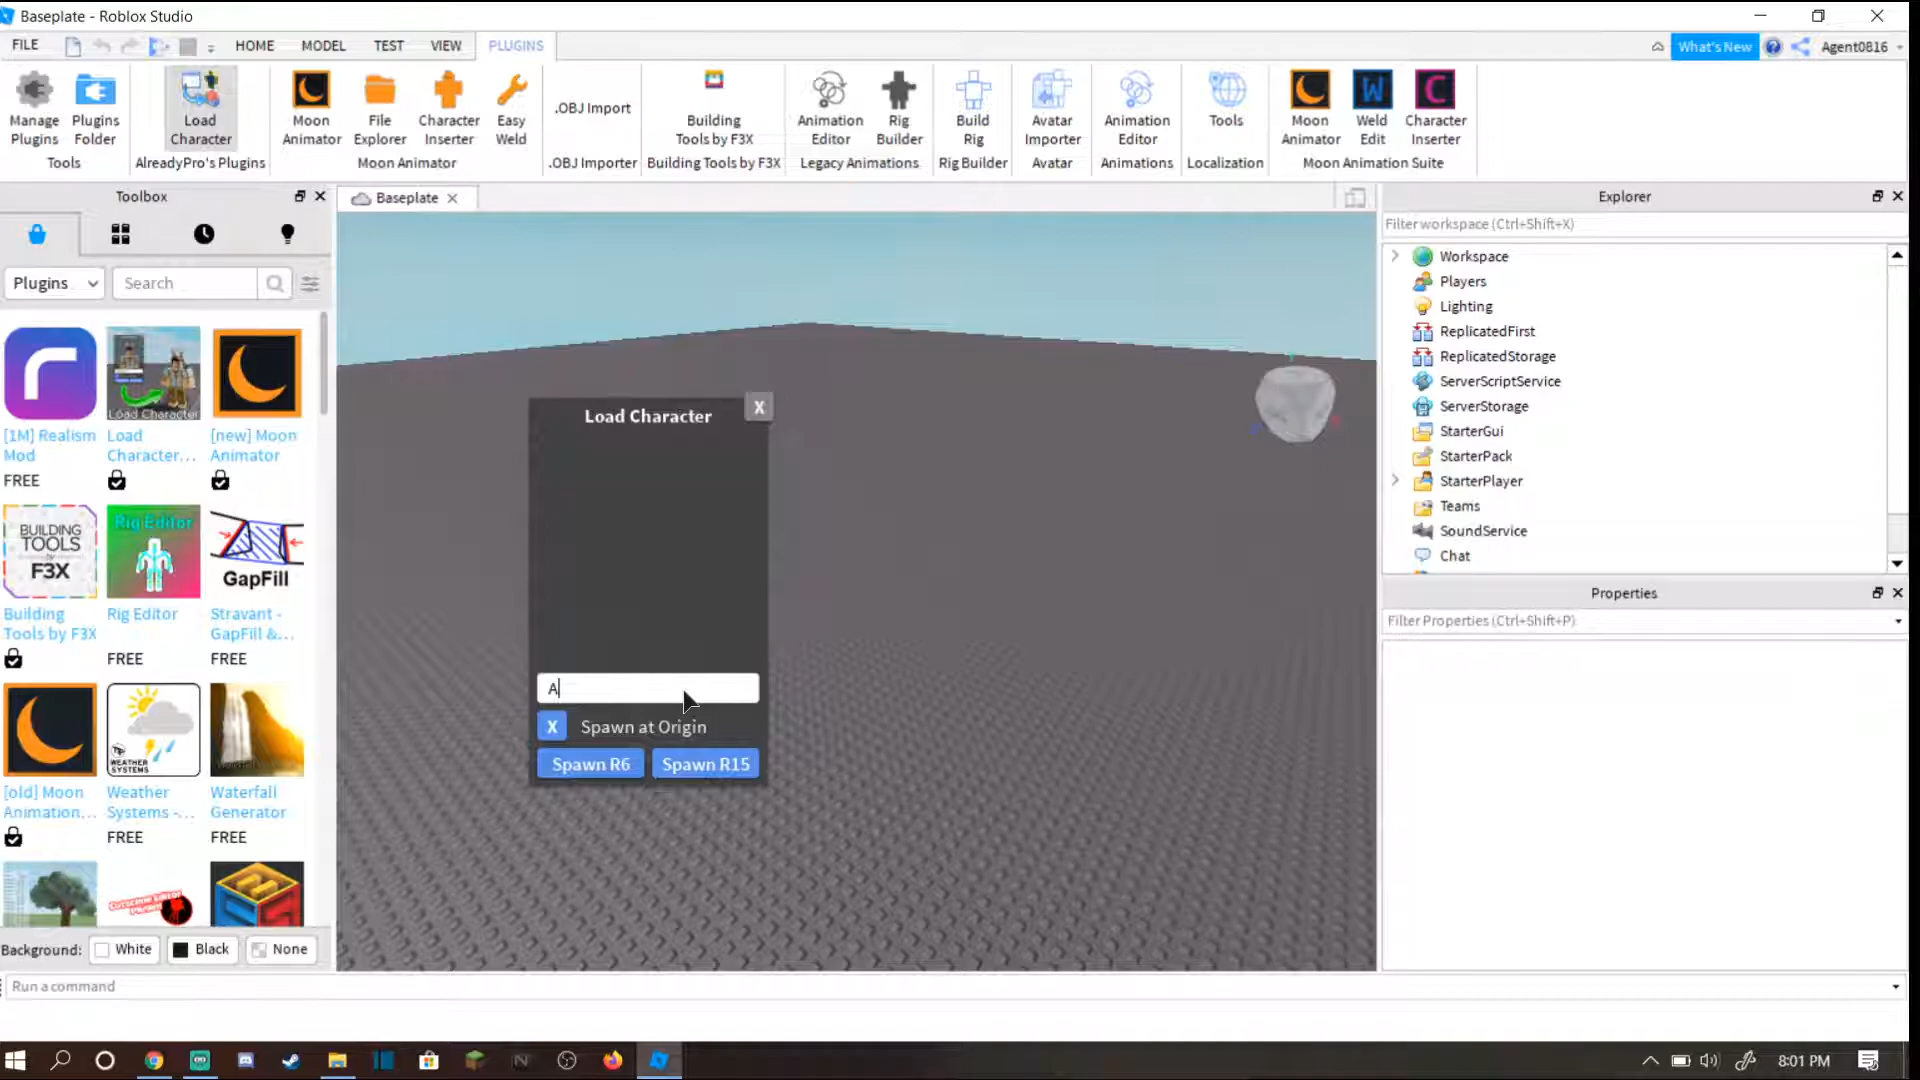 Baseplate - Roblox Studio
FILE
HOME
MODEL
TEST
VIEW
PLUGINS
What's New
Agent0816
Manage Plugins
Plugins Folder
Load Character
Moon Animator
File Explorer
Character Inserter
Easy Weld
.OBJ Import
Building Tools by F3X
Animation Editor
Rig Builder
Build Rig
Avatar Importer
Animation Editor
Tools
Moon Animator
Weld Edit
Character Inserter
Tools
AlreadyPro's Plugins
Moon Animator
.OBJ Importer
Building Tools by F3X
Legacy Animations
Rig Builder
Avatar
Animations
Localization
Moon Animation Suite
Toolbox
Plugins
Search
Load Character
[1M] Realism Mod
FREE
Load Character...
[new] Moon Animator
BUILDING
TOOLS
by
F3X
Rig Editor
GapFill
Building Tools by F3X
Rig Editor
FREE
Stravant - GapFill &...
FREE
WEATHER
SYSTEMS
[old] Moon Animation...
Weather Systems -...
FREE
Waterfall Generator
FREE
Background:
White
Black
None
Baseplate
Load Character
X
A
X
Spawn at Origin
Spawn R6
Spawn R15
Explorer
Filter workspace (Ctrl+Shift+X)
Workspace
Players
Lighting
ReplicatedFirst
ReplicatedStorage
ServerScriptService
ServerStorage
StarterGui
StarterPack
StarterPlayer
Teams
SoundService
Chat
Properties
Filter Properties (Ctrl+Shift+P)
Run a command
8:01 PM